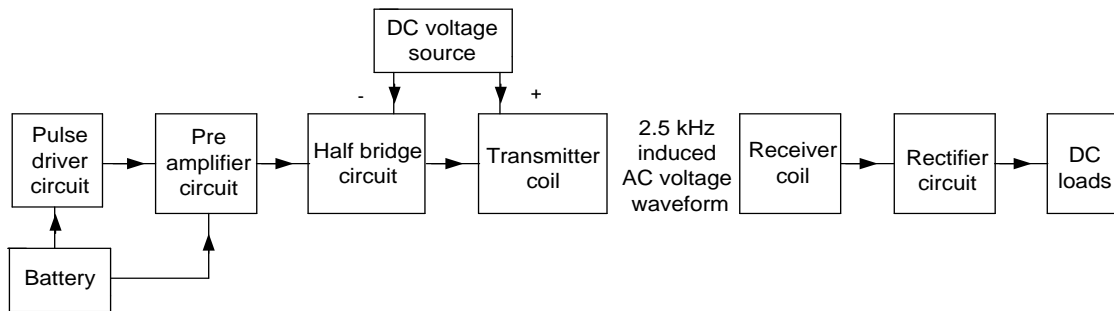 DC voltage
source
-
+
Pulse
driver
circuit
Pre
amplifier
circuit
Half bridge
circuit
Transmitter
coil
2.5 kHz
induced
AC voltage
waveform
Receiver
coil
Rectifier
circuit
DC
loads
Battery